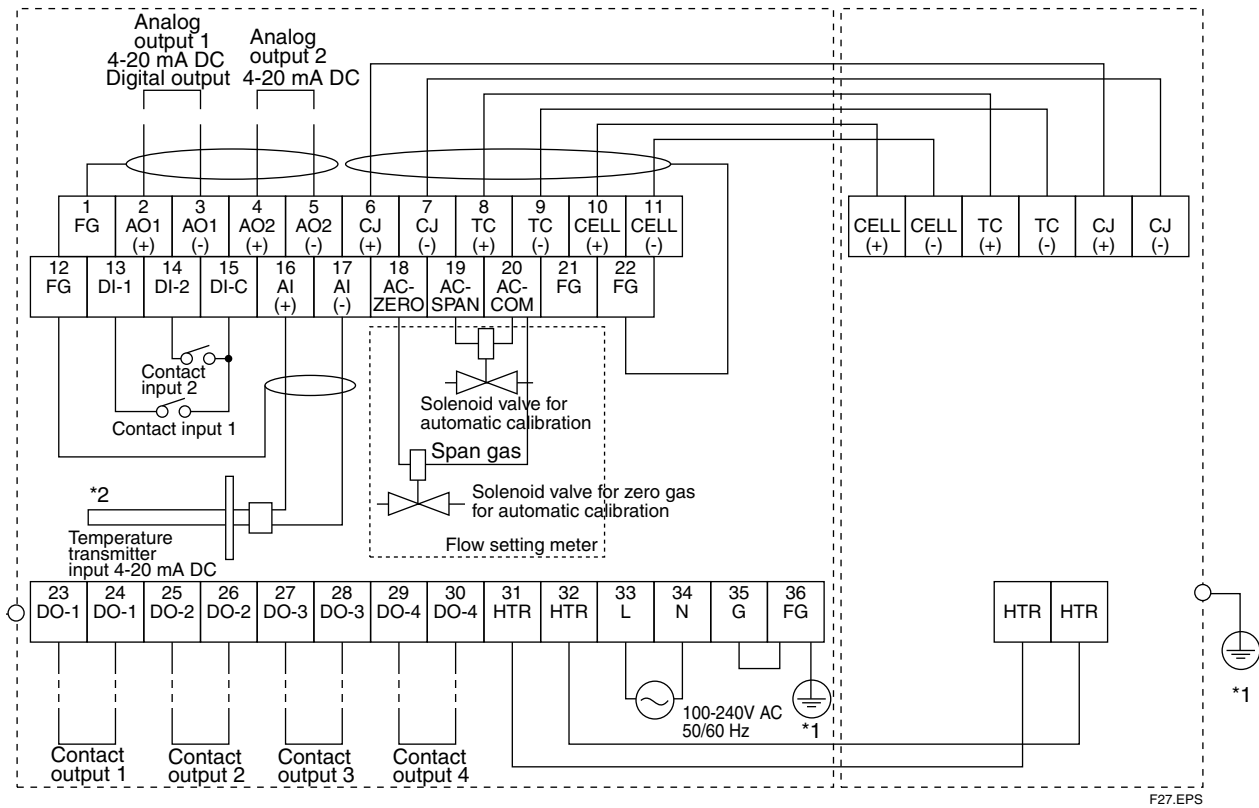 Analog
output 1
4-20 mA DC
Digital output
Analog
output 2
4-20 mA DC
1 2 3 4 5 6 7 8 9 10 11
FG AO1 AO1 AO2 AO2 CJ CJ TC TC CELL CELL
(+) (-) (+) (-) (+) (-) (+) (-) (+) (-)
CELL CELL TC TC CJ CJ
(+) (-) (+) (-) (+) (-)
12 13 14 15 16 17 18 19 20 21 22
FG DI-1 DI-2 DI-C AI AI AC- AC- AC- FG FG
(+) (-) ZERO SPAN COM
Contact
input 2
Contact input 1
Solenoid valve for
automatic calibration
Span gas
Solenoid valve for zero gas
for automatic calibration
Flow setting meter
*2
Temperature
transmitter
input 4-20 mA DC
23 24 25 26 27 28 29 30 31 32 33 34 35 36
DO-1 DO-1 DO-2 DO-2 DO-3 DO-3 DO-4 DO-4 HTR HTR L N G FG
HTR HTR
100-240V AC
50/60 Hz
*1
*1
Contact
output 1
Contact
output 2
Contact
output 3
Contact
output 4
F27.EPS